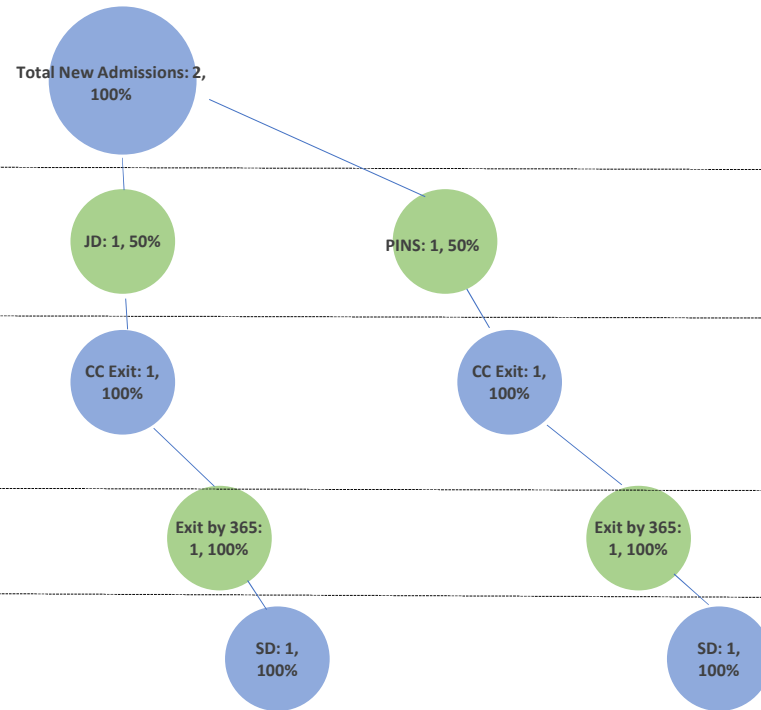 Total New Admissions: 2,
100%
JD: 1, 50%
PINS: 1, 50%
CC Exit: 1,
100%
CC Exit: 1,
100%
Exit by 365:
1, 100%
Exit by 365:
1, 100%
SD: 1,
100%
SD: 1,
100%